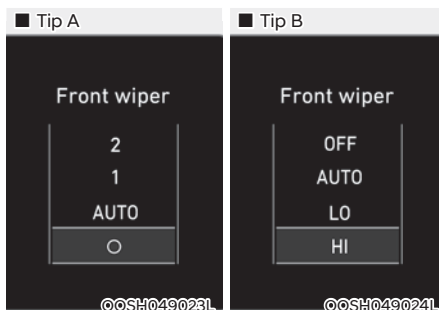 ■ Tip A
Front wiper
2
1
AUTO
O
OOSH049023L
■ Tip B
Front wiper
OFF
AUTO
LO
HI
OOSH049024L